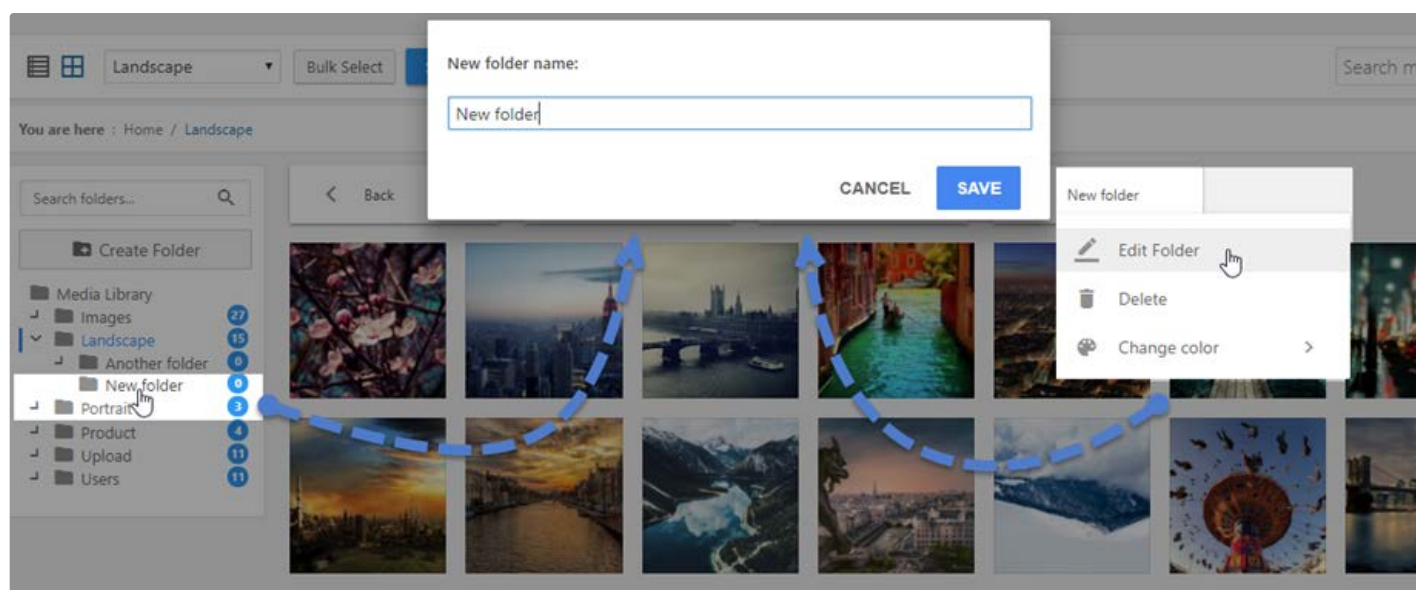 New folder name:
New folder
CANCEL
SAVE
Landscape
Bulk Select
Search m
You are here : Home / Landscape
Search folders...
Back
Create Folder
Media Library
Images 27
Landscape 15
Another folder 0
New folder 0
Portrait 3
Product 4
Upload 11
Users 11
New folder
Edit Folder
Delete
Change color